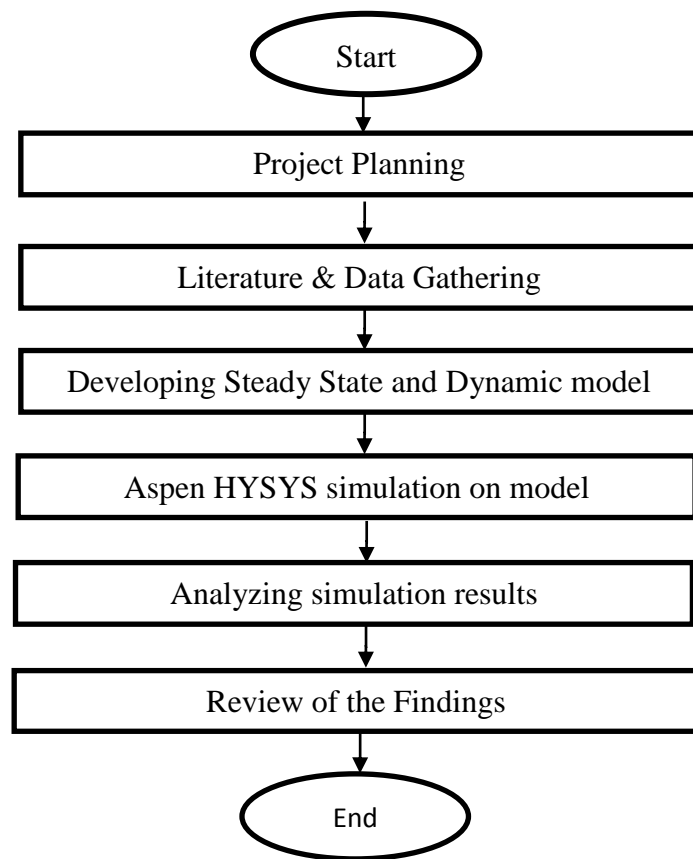 Start
Project Planning
Literature & Data Gathering
Developing Steady State and Dynamic model
Aspen HYSYS simulation on model
Analyzing simulation results
Review of the Findings
End